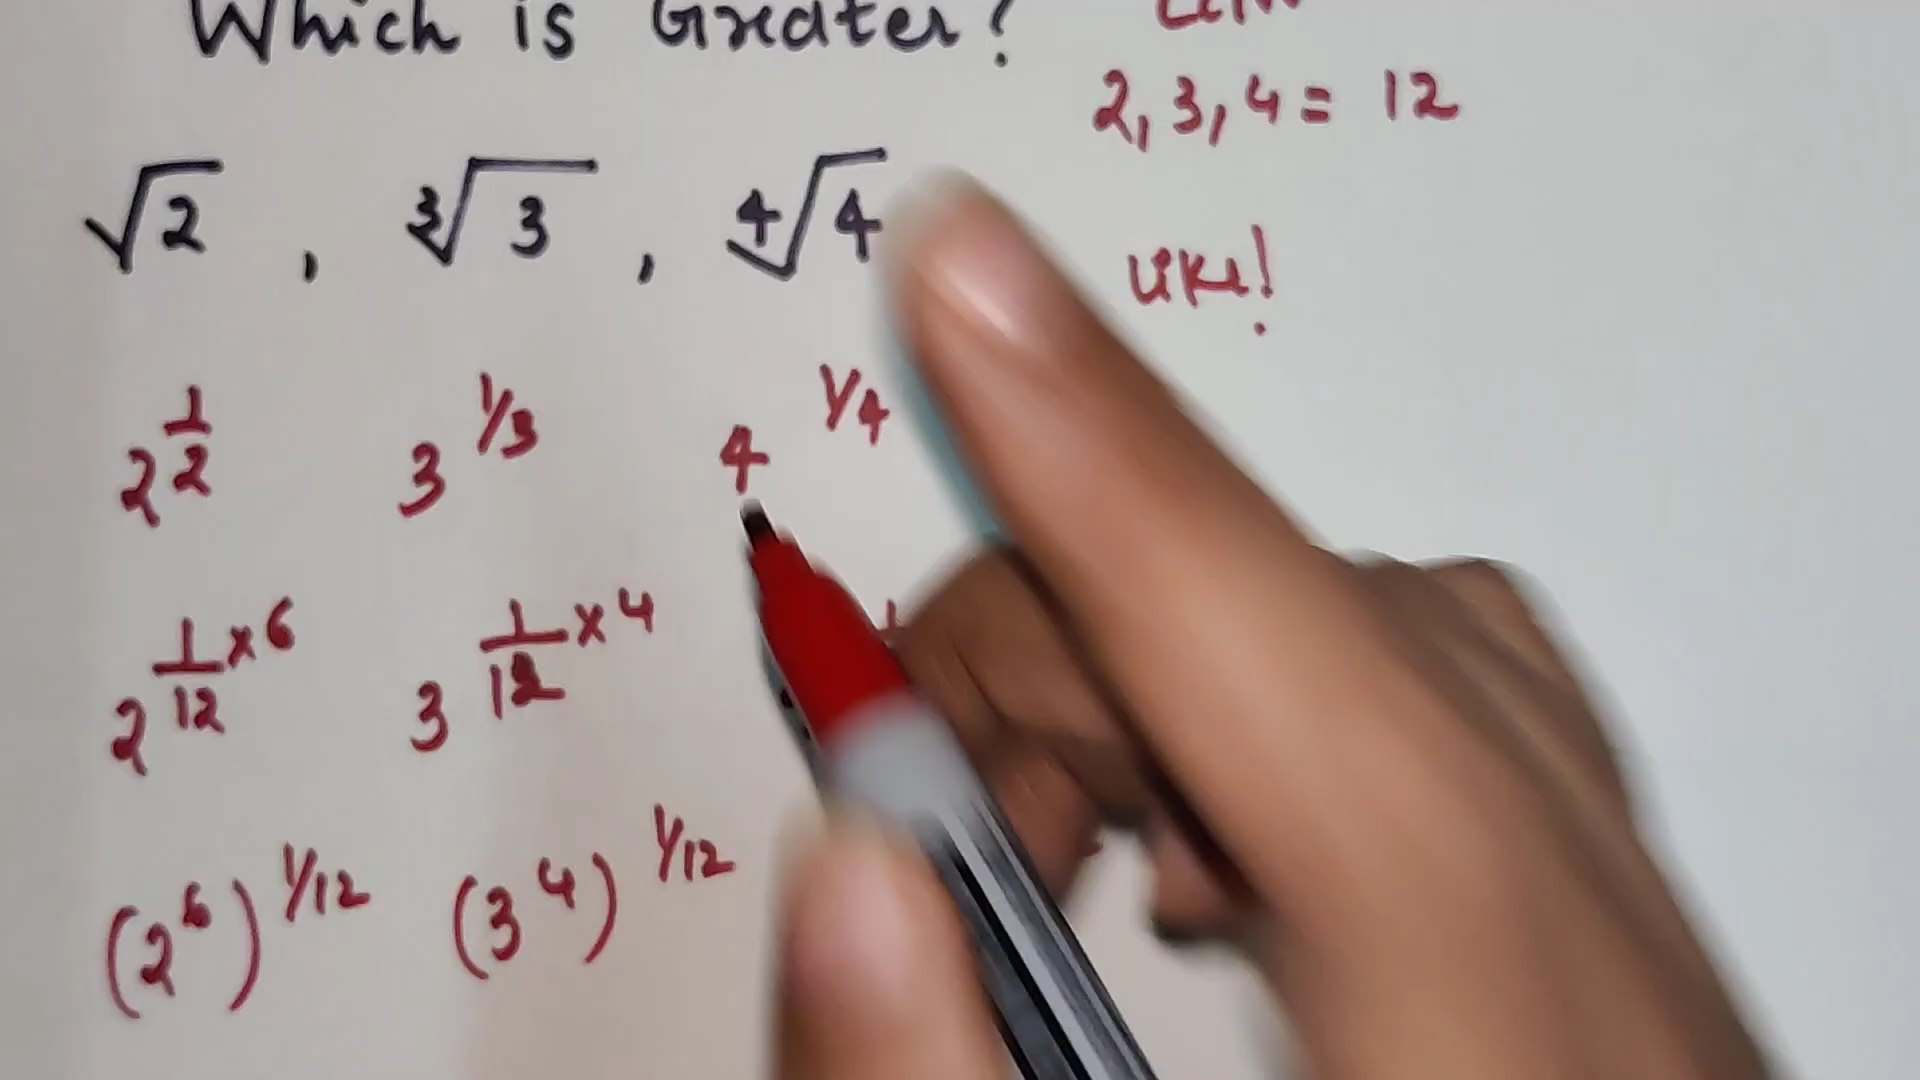 Which is Greater?
2, 3, 4 = 12
√2 , ∛3 , ∜4
Like!
2^(1/2) 3^(1/3) 4^(1/4)
2^(1/12 × 6) 3^(1/12 × 4)
(2^6)^(1/12) (3^4)^(1/12)